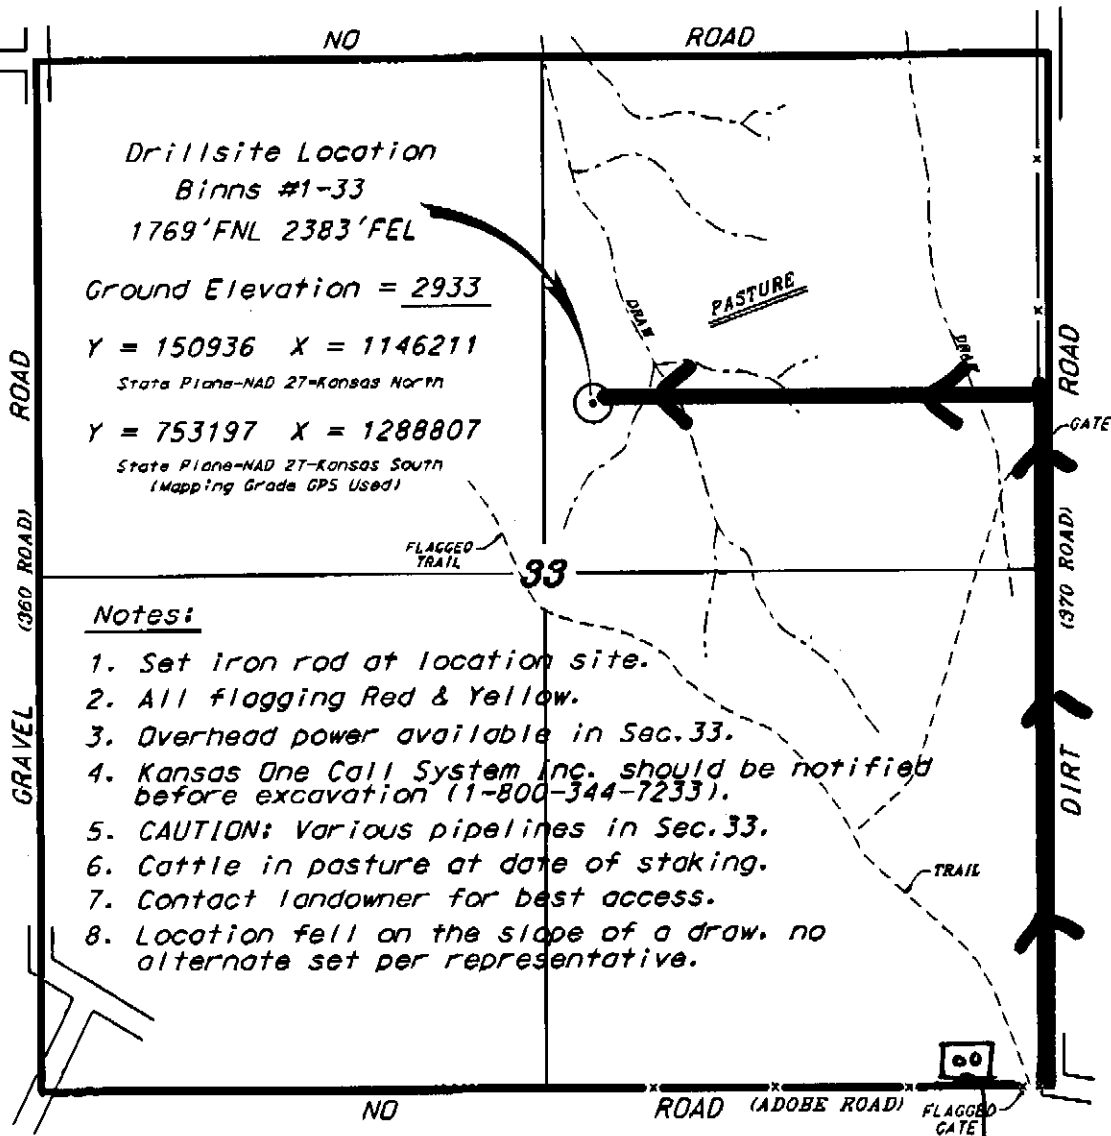 NO ROAD
Drillsite Location
Binns #1-33
1769'FNL 2383'FEL
Ground Elevation = 2933
Y = 150936 X = 1146211
State Plane-NAD 27-Kansas North
Y = 753197 X = 1288807
State Plane-NAD 27-Kansas South
(Mapping Grade GPS Used)
PASTURE
DRAW
DRAW
GATE
FLAGGED
TRAIL
33
GRAVEL (360 ROAD) ROAD
DIRT (370 ROAD) ROAD
Notes:
1. Set iron rod at location site.
2. All flagging Red & Yellow.
3. Overhead power available in Sec.33.
4. Kansas One Call System Inc. should be notified
before excavation (1-800-344-7233).
5. CAUTION: Various pipelines in Sec.33.
6. Cattle in pasture at date of staking.
7. Contact landowner for best access.
8. Location fell on the slope of a draw. no
alternate set per representative.
TRAIL
NO ROAD (ADOBE ROAD)
FLAGGED
GATE